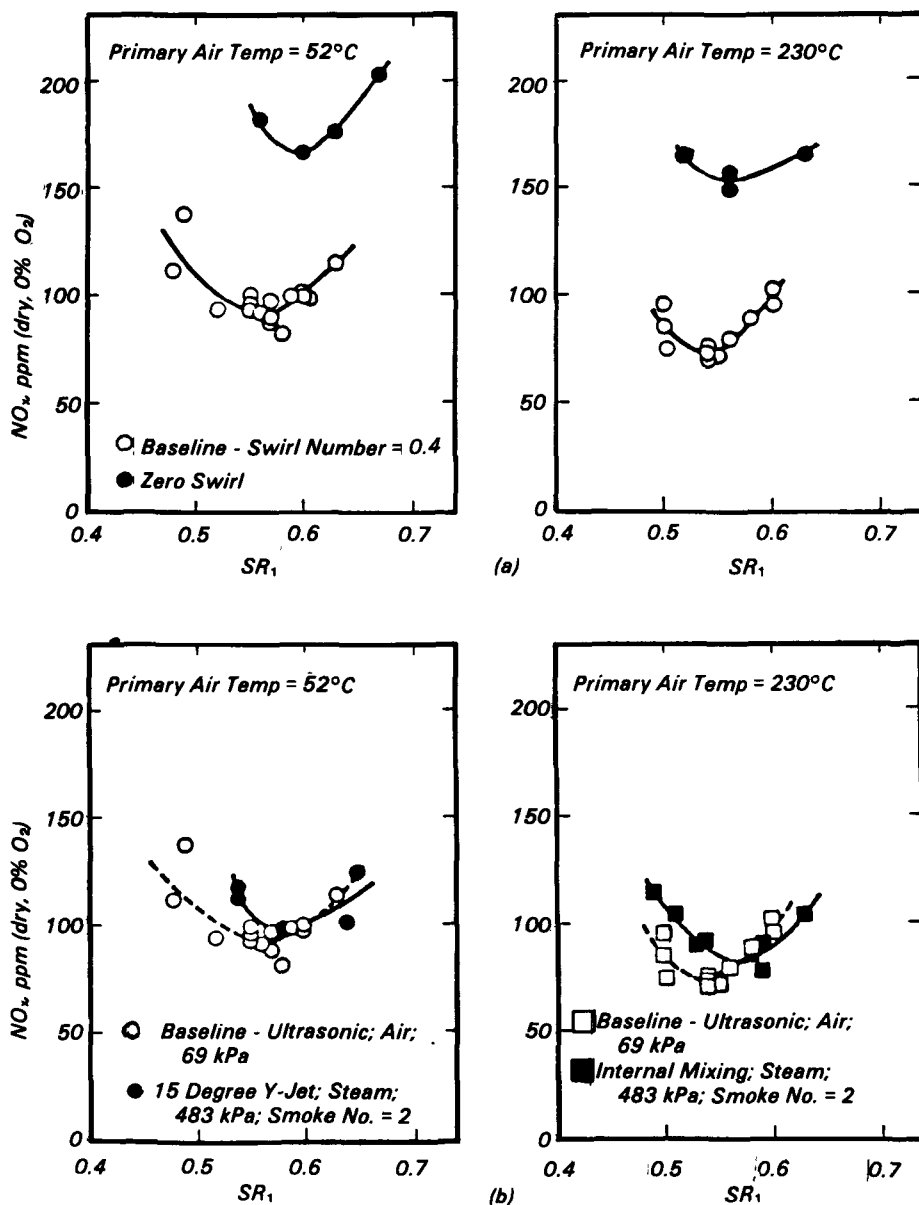 Primary Air Temp = 52°C
200
150
100
50
0
NOx, ppm (dry, 0% O2)
Baseline - Swirl Number = 0.4
Zero Swirl
0.4 0.5 0.6 0.7
SR1
Primary Air Temp = 230°C
200
150
100
50
0
0.4 0.5 0.6 0.7
SR1
(a)
Primary Air Temp = 52°C
200
150
100
50
0
NOx, ppm (dry, 0% O2)
Baseline - Ultrasonic; Air;
69 kPa
15 Degree Y-Jet; Steam;
483 kPa; Smoke No. = 2
0.4 0.5 0.6 0.7
SR1
Primary Air Temp = 230°C
200
150
100
50
0
Baseline - Ultrasonic; Air;
69 kPa
Internal Mixing; Steam;
483 kPa; Smoke No. = 2
0.4 0.5 0.6 0.7
SR1
(b)